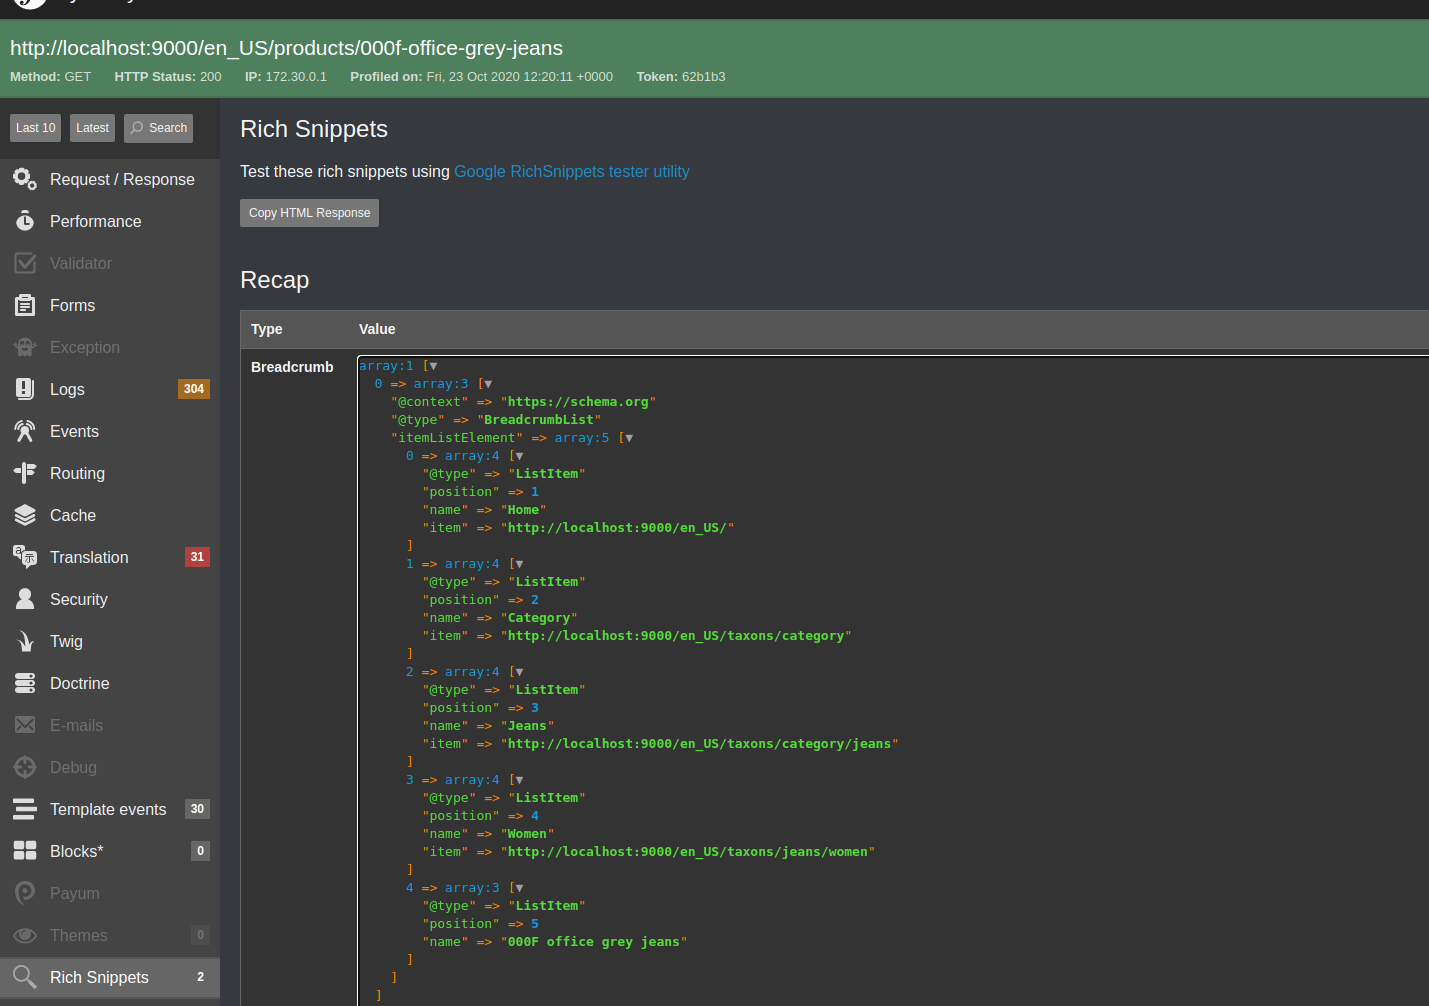 http://localhost:9000/en_US/products/000f-office-grey-jeans
Method: GET HTTP Status: 200 IP: 172.30.0.1 Profiled on: Fri, 23 Oct 2020 12:20:11 +0000 Token: 62b1b3
Last 10 Latest Search
Request / Response
Performance
Validator
Forms
Exception
Logs 304
Events
Routing
Cache
Translation 31
Security
Twig
Doctrine
E-mails
Debug
Template events 30
Blocks* 0
Payum
Themes 0
Rich Snippets 2
Rich Snippets
Test these rich snippets using Google RichSnippets tester utility
Copy HTML Response
Recap
Type Value
Breadcrumb
array:1 [▼
0 => array:3 [▼
"@context" => "https://schema.org"
"@type" => "BreadcrumbList"
"itemListElement" => array:5 [▼
0 => array:4 [▼
"@type" => "ListItem"
"position" => 1
"name" => "Home"
"item" => "http://localhost:9000/en_US/"
]
1 => array:4 [▼
"@type" => "ListItem"
"position" => 2
"name" => "Category"
"item" => "http://localhost:9000/en_US/taxons/category"
]
2 => array:4 [▼
"@type" => "ListItem"
"position" => 3
"name" => "Jeans"
"item" => "http://localhost:9000/en_US/taxons/category/jeans"
]
3 => array:4 [▼
"@type" => "ListItem"
"position" => 4
"name" => "Women"
"item" => "http://localhost:9000/en_US/taxons/jeans/women"
]
4 => array:3 [▼
"@type" => "ListItem"
"position" => 5
"name" => "000F office grey jeans"
]
]
]